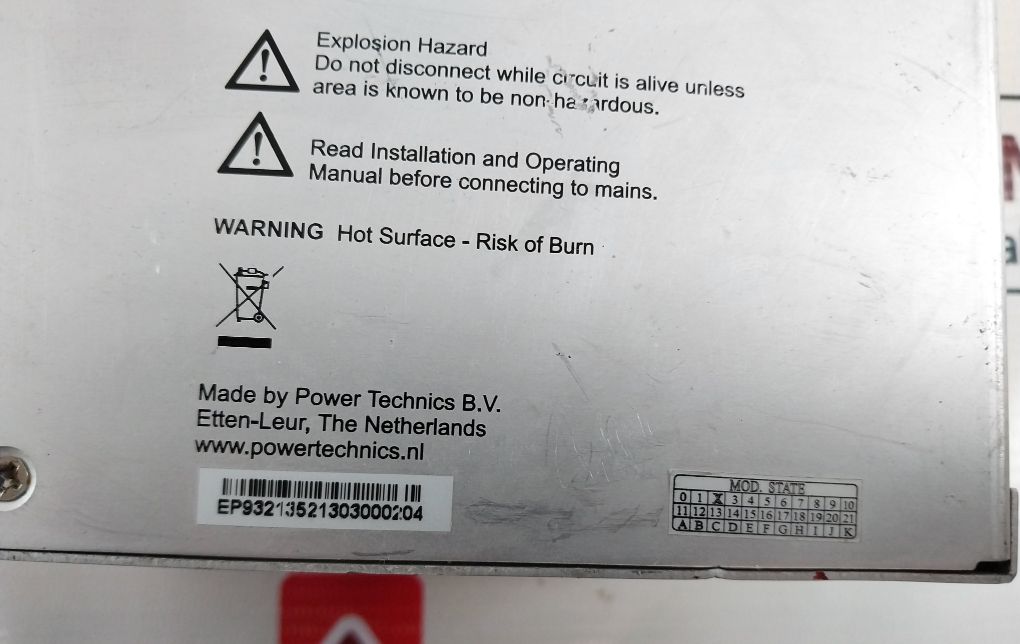 Explosion Hazard
Do not disconnect while circuit is alive unless
area is known to be non-hazardous.
Read Installation and Operating
Manual before connecting to mains.
WARNING Hot Surface - Risk of Burn
Made by Power Technics B.V.
Etten-Leur, The Netherlands
www.powertechnics.nl
EP93213521303000204
MOD. STATE
0 1 X 3 4 5 6 7 8 9 10
11 12 13 14 15 16 17 18 19 20 21
A B C D E F G H I J K